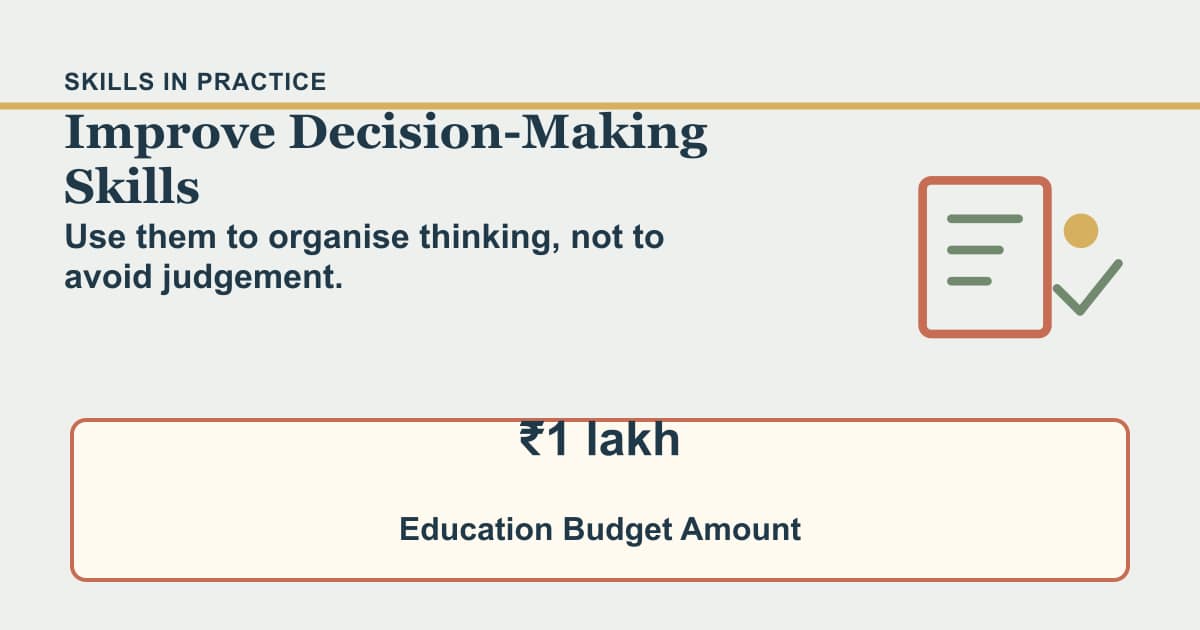 SKILLS IN PRACTICE
Improve Decision-Making
Skills
Use them to organise thinking, not to
avoid judgement.
₹1 lakh
Education Budget Amount